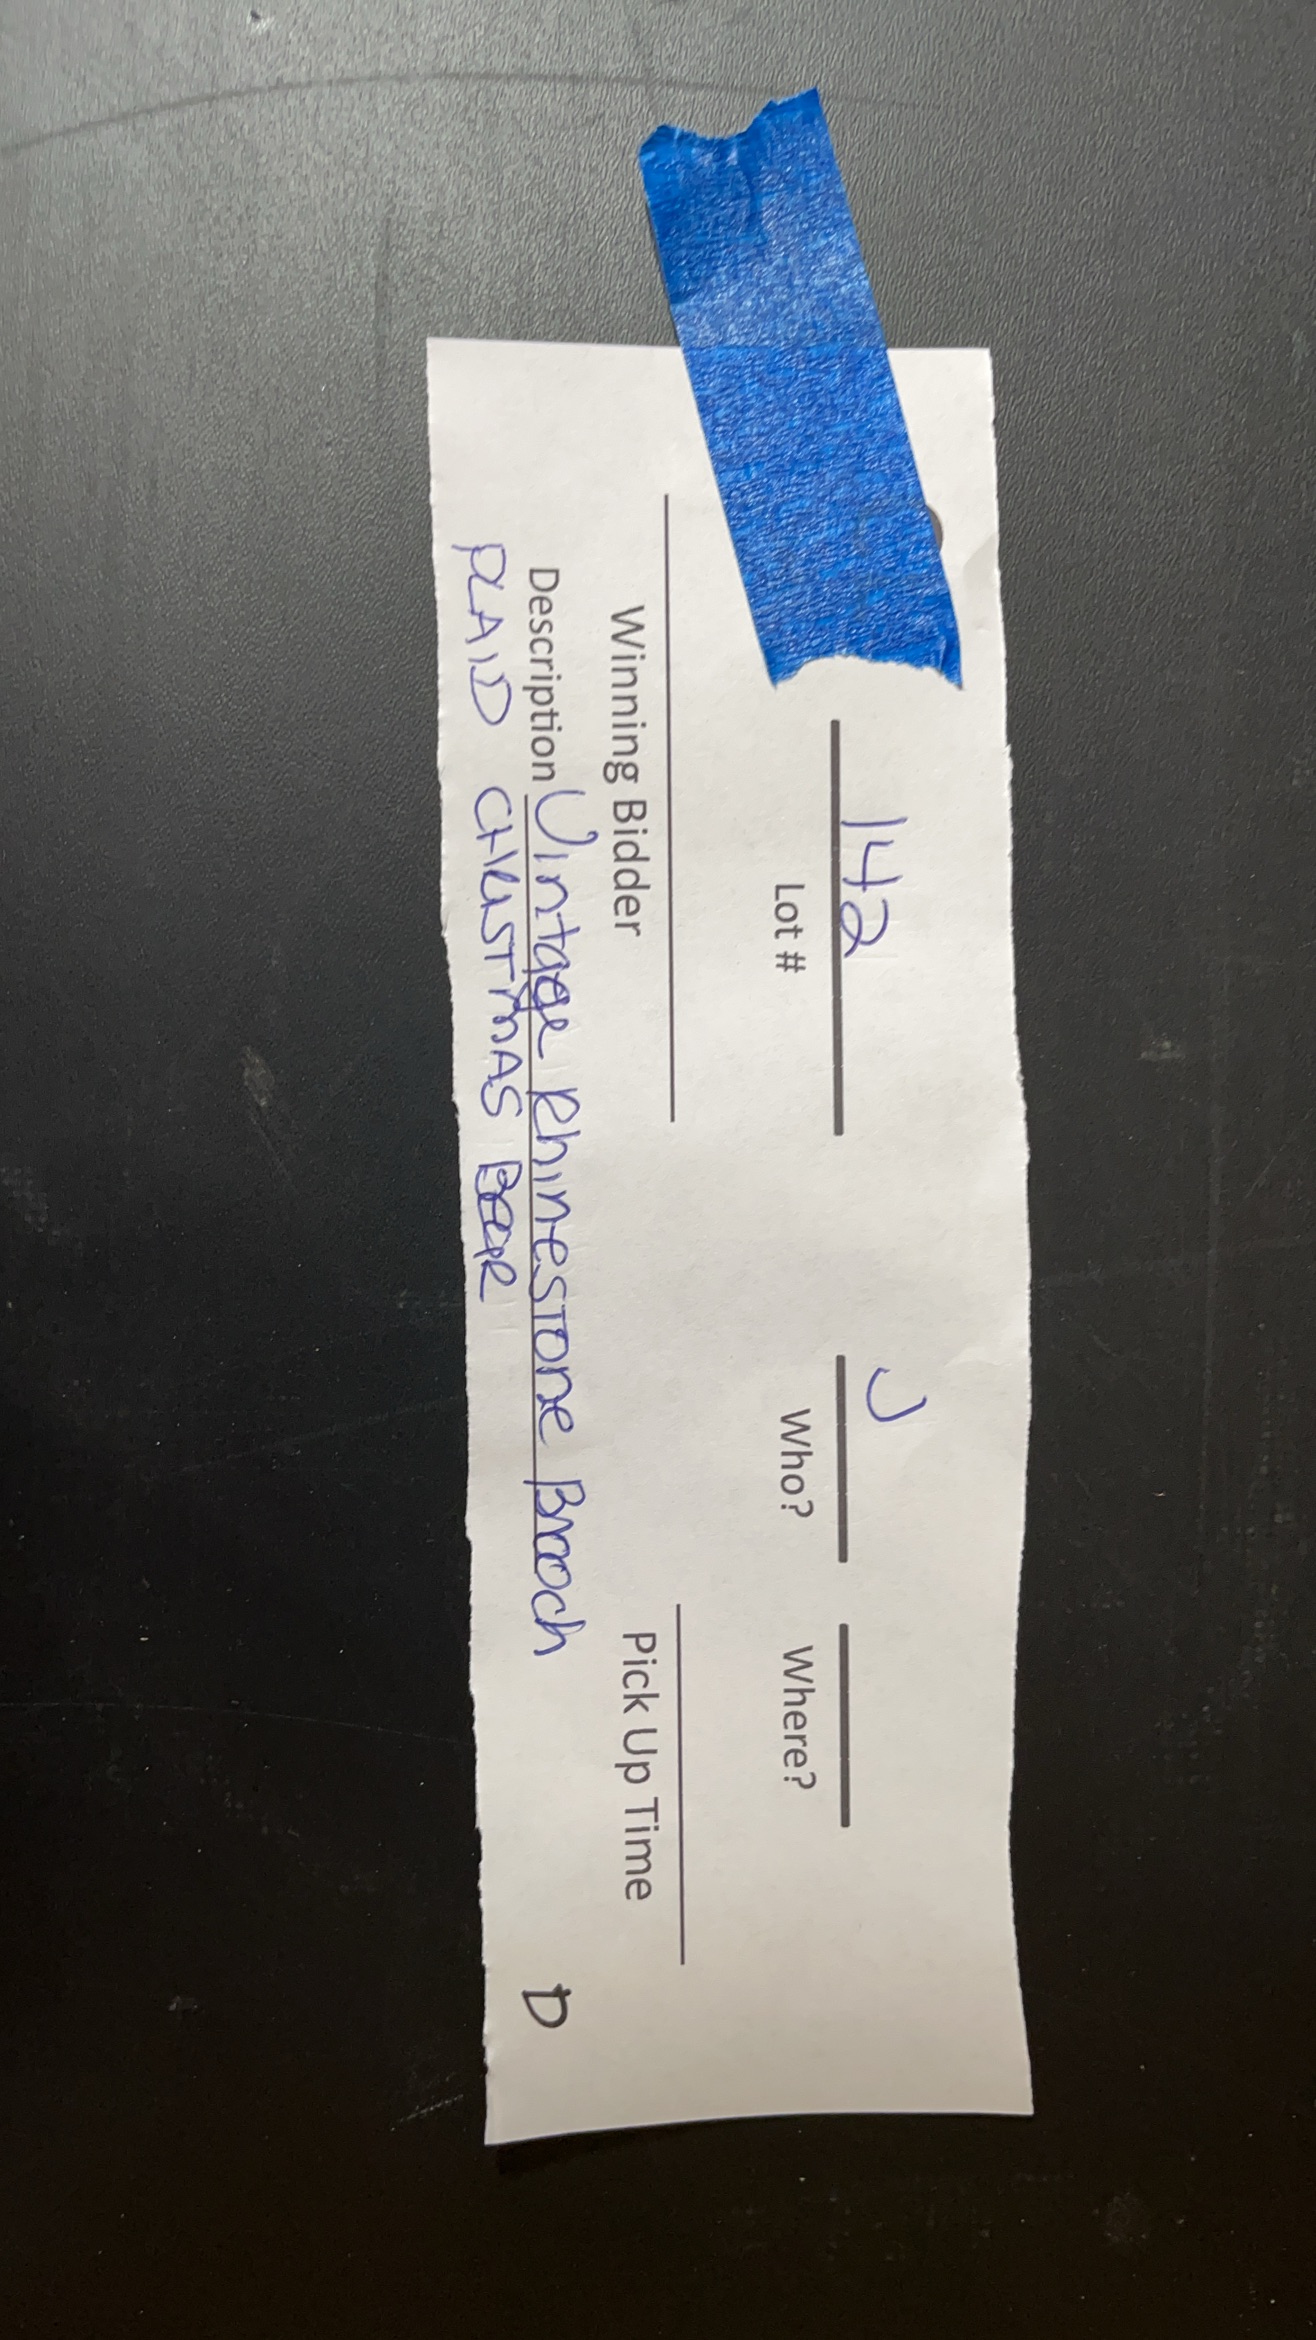 142 J
Lot # Who? Where?
Winning Bidder Pick Up Time
Description Vintage Rhinestone Brooch D
PLAID CHRISTMAS BEAR